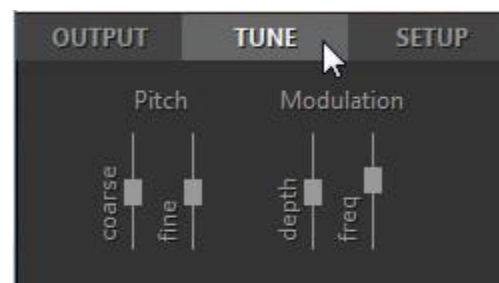 OUTPUT TUNE SETUP
Pitch Modulation
coarse fine depth freq